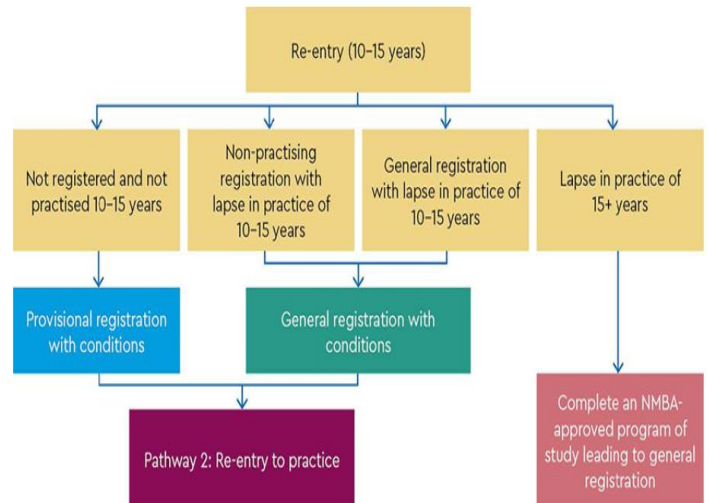 Re-entry (10–15 years)
Not registered and not
practised 10–15 years
Non-practising
registration with
lapse in practice of
10–15 years
General registration
with lapse in practice of
10–15 years
Lapse in practice of
15+ years
Provisional registration
with conditions
General registration with
conditions
Pathway 2: Re-entry to practice
Complete an NMBA-
approved program of
study leading to general
registration